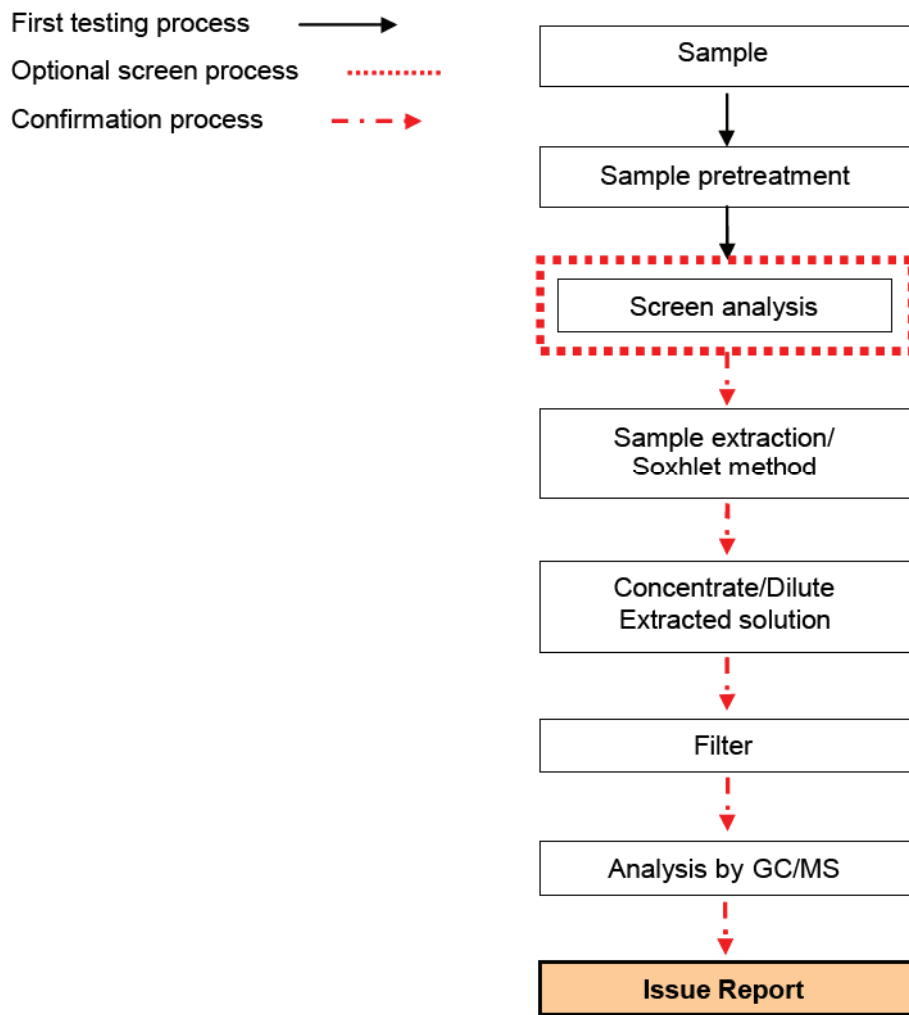 First testing process
Optional screen process
Confirmation process
Sample
Sample pretreatment
Screen analysis
Sample extraction/
Soxhlet method
Concentrate/Dilute
Extracted solution
Filter
Analysis by GC/MS
Issue Report